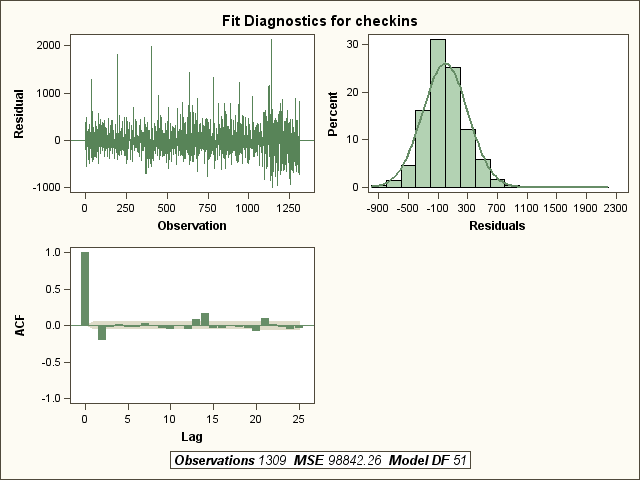 Fit Diagnostics for checkins
Residual
2000
1000
0
-1000
0 250 500 750 1000 1250
Observation
Percent
30
20
10
0
-900 -500 -100 300 700 1100 1500 1900 2300
Residuals
ACF
1.0
0.5
0.0
-0.5
-1.0
0 5 10 15 20 25
Lag
Observations 1309 MSE 98842.26 Model DF 51